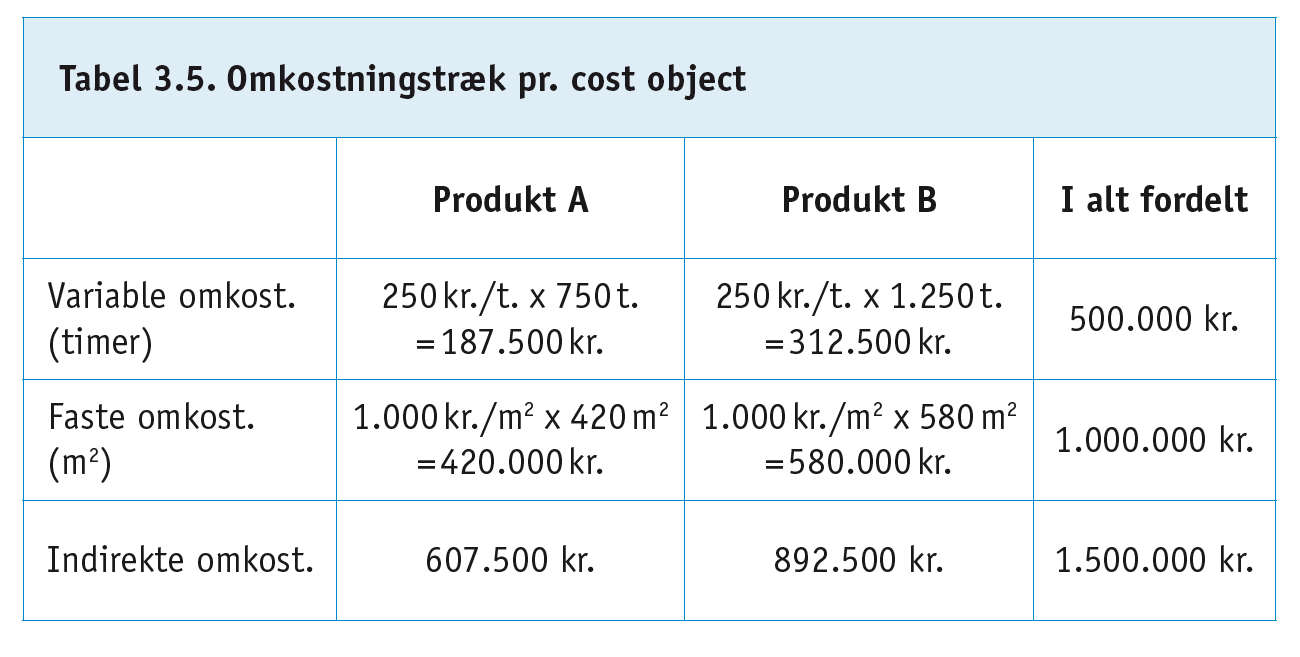 Tabel 3.5. Omkostningstræk pr. cost object
Produkt A
Produkt B
I alt fordelt
Variable omkost.
(timer)
250 kr./t. x 750 t.
=187.500 kr.
250 kr./t. x 1.250 t.
=312.500 kr.
500.000 kr.
Faste omkost.
(m²)
1.000 kr./m² x 420 m²
=420.000 kr.
1.000 kr./m² x 580 m²
=580.000 kr.
1.000.000 kr.
Indirekte omkost.
607.500 kr.
892.500 kr.
1.500.000 kr.